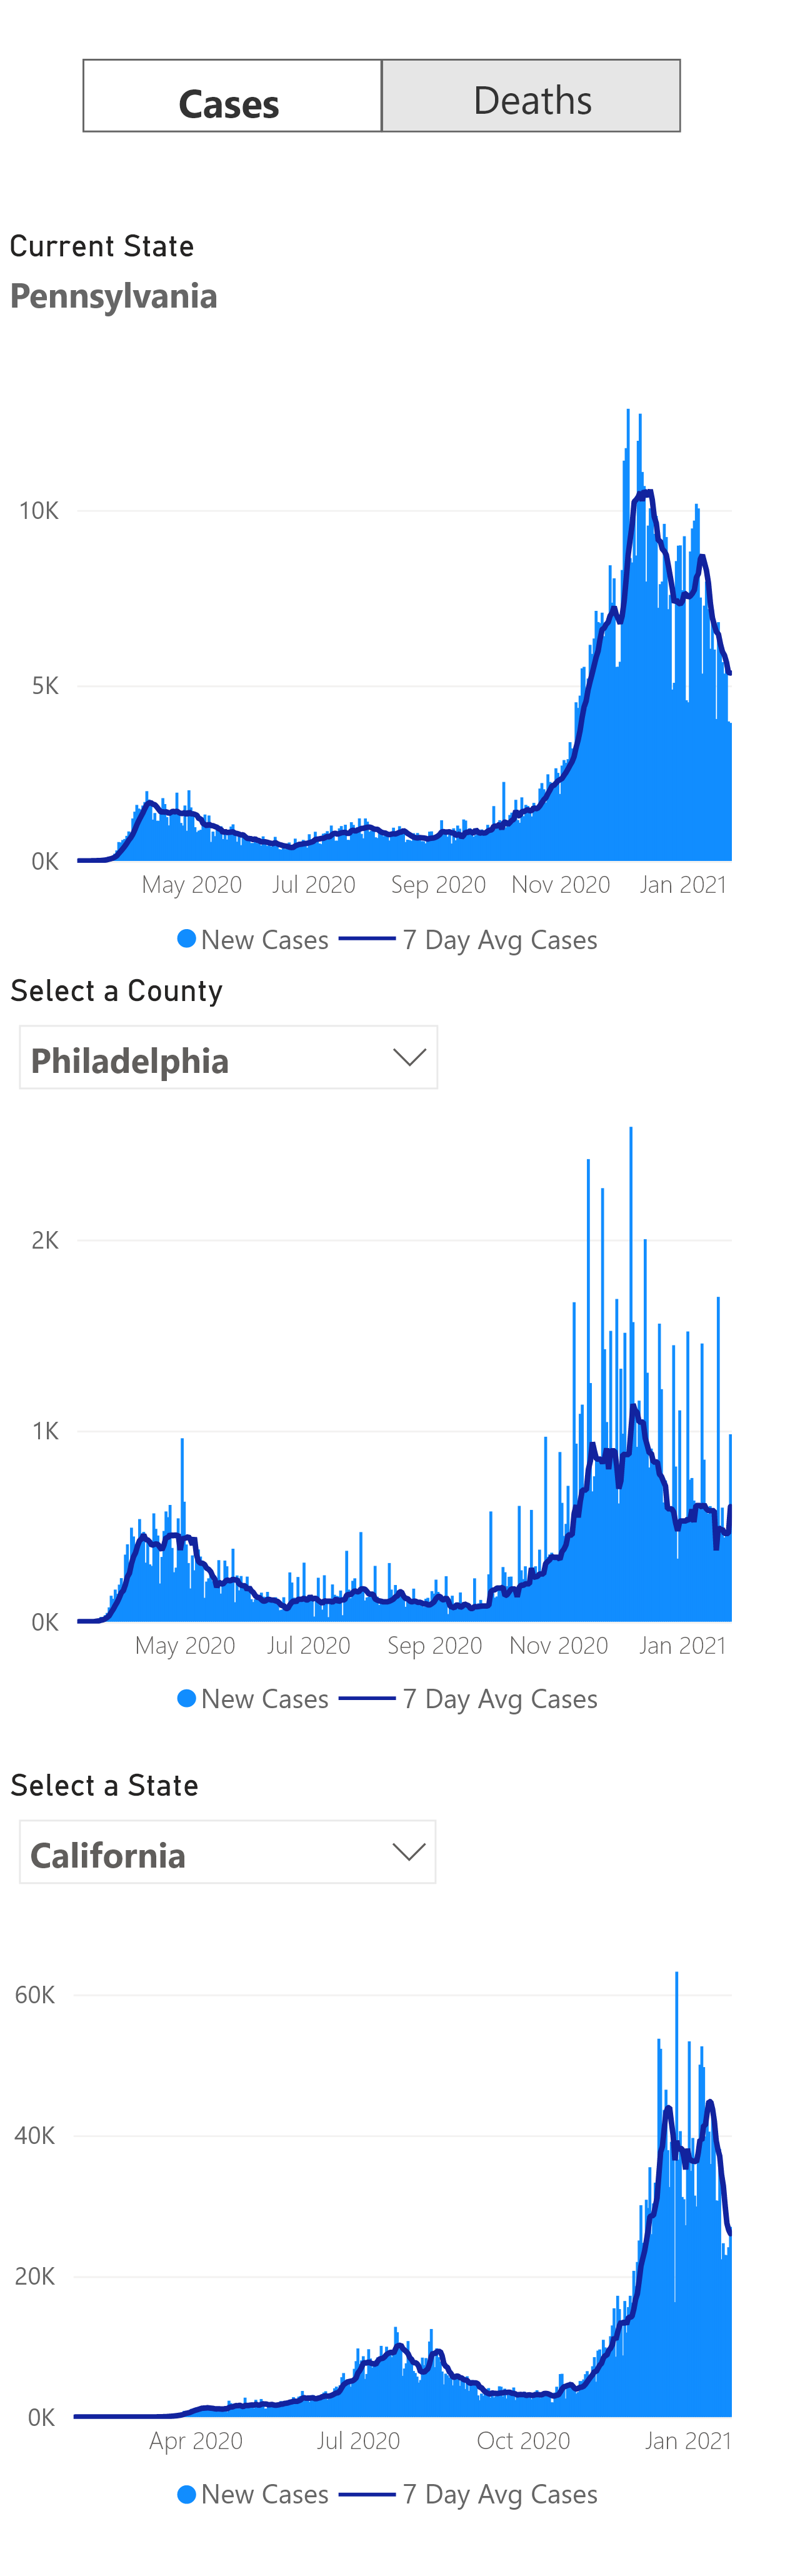 Cases Deaths
Current State
Pennsylvania
10K
5K
0K
May 2020 Jul 2020 Sep 2020 Nov 2020 Jan 2021
New Cases 7 Day Avg Cases
Select a County
Philadelphia
2K
1K
0K
May 2020 Jul 2020 Sep 2020 Nov 2020 Jan 2021
New Cases 7 Day Avg Cases
Select a State
California
60K
40K
20K
0K
Apr 2020 Jul 2020 Oct 2020 Jan 2021
New Cases 7 Day Avg Cases